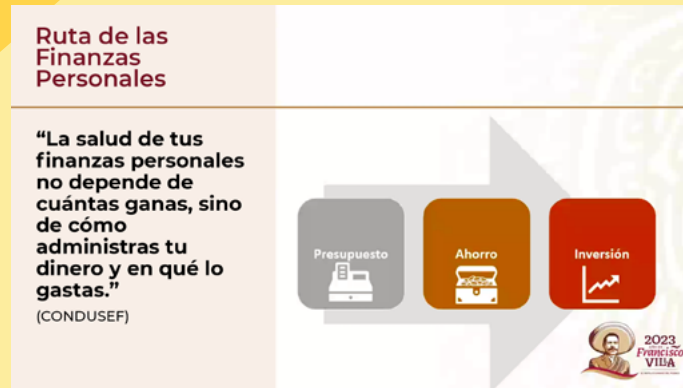 Ruta de las
Finanzas
Personales
“La salud de tus
finanzas personales
no depende de
cuántas ganas, sino
de cómo
administras tu
dinero y en qué lo
gastas.”
(CONDUSEF)
Presupuesto
Ahorro
Inversión
2023
Francisco
VILLA